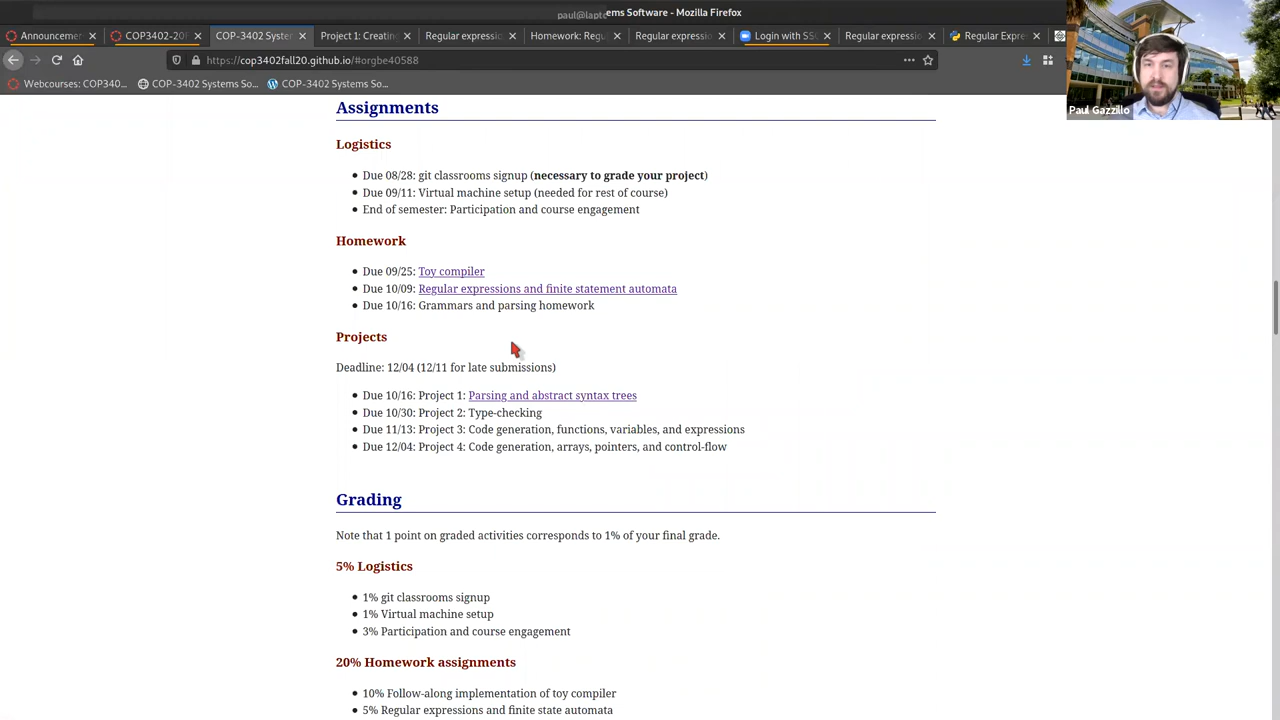 paul@lapto
ems Software - Mozilla Firefox
Announcemen
COP3402-20F
COP-3402 System
Project 1: Creatin
Regular expressio
Homework: Regu
Regular expressio
Login with SSO
Regular expressio
Regular Expre
https://cop3402fall20.github.io/#orgbe40588
Webcourses: COP340...
COP-3402 Systems So...
COP-3402 Systems So...
Paul Gazzillo
Assignments
Logistics
Due 08/28: git classrooms signup (necessary to grade your project)
Due 09/11: Virtual machine setup (needed for rest of course)
End of semester: Participation and course engagement
Homework
Due 09/25: Toy compiler
Due 10/09: Regular expressions and finite statement automata
Due 10/16: Grammars and parsing homework
Projects
Deadline: 12/04 (12/11 for late submissions)
Due 10/16: Project 1: Parsing and abstract syntax trees
Due 10/30: Project 2: Type-checking
Due 11/13: Project 3: Code generation, functions, variables, and expressions
Due 12/04: Project 4: Code generation, arrays, pointers, and control-flow
Grading
Note that 1 point on graded activities corresponds to 1% of your final grade.
5% Logistics
1% git classrooms signup
1% Virtual machine setup
3% Participation and course engagement
20% Homework assignments
10% Follow-along implementation of toy compiler
5% Regular expressions and finite state automata